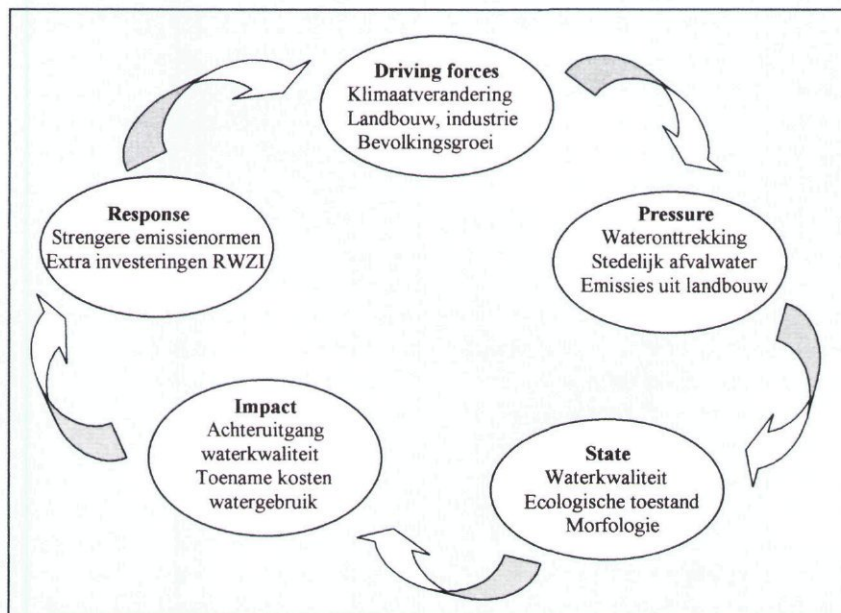 Driving forces
Klimaatverandering
Landbouw, industrie
Bevolkingsgroei
Pressure
Wateronttrekking
Stedelijk afvalwater
Emissies uit landbouw
State
Waterkwaliteit
Ecologische toestand
Morfologie
Impact
Achteruitgang
waterkwaliteit
Toename kosten
watergebruik
Response
Strengere emissienormen
Extra investeringen RWZI